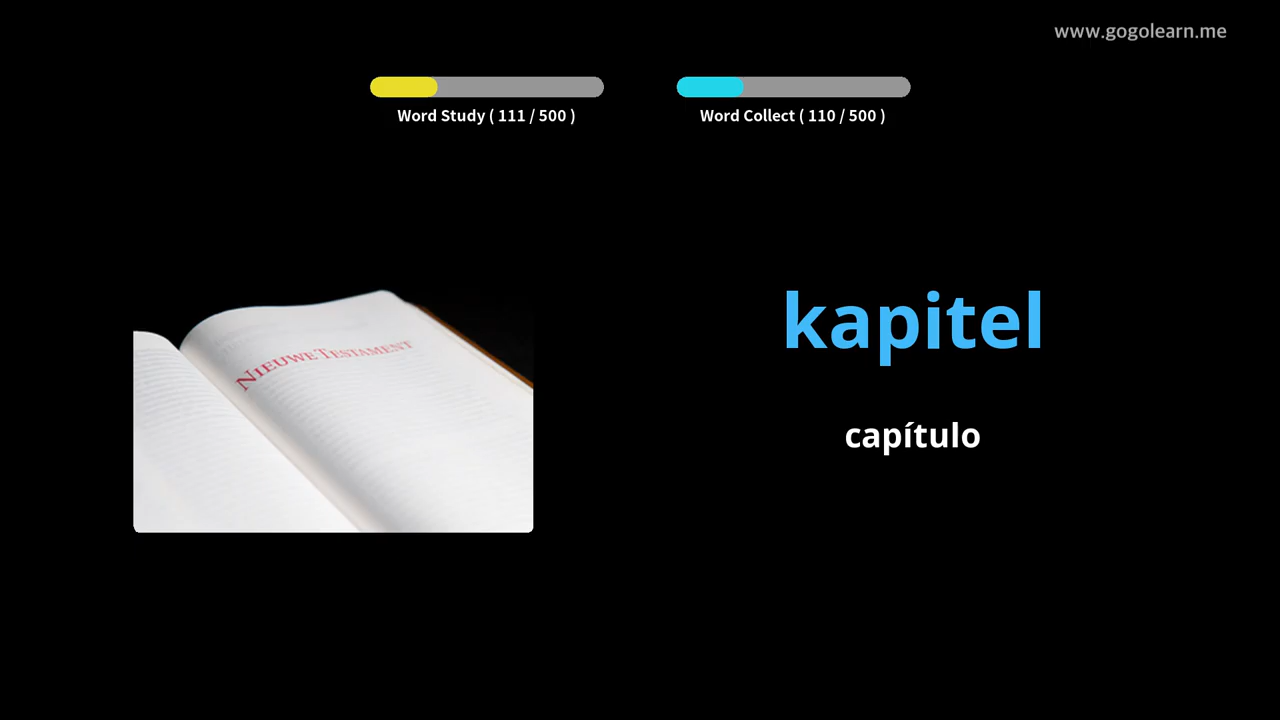 www.gogolearn.me
Word Study ( 111 / 500 )
Word Collect ( 110 / 500 )
NIEUWE TESTAMENT
kapitel
capítulo